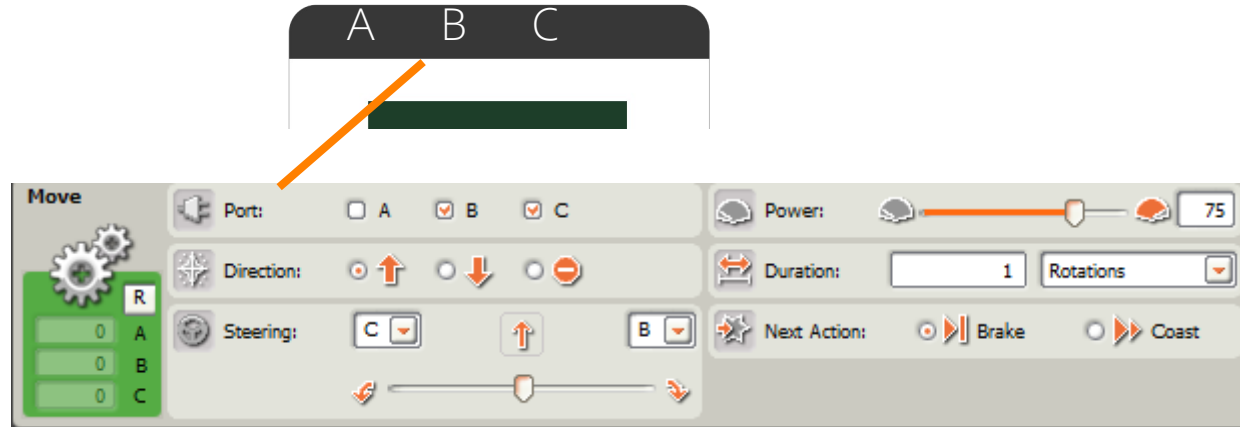 A B C
Move
Port: A B C
Power: 75
Direction:
Duration: 1 Rotations
R
Steering: C B
Next Action: Brake Coast
0 A
0 B
0 C